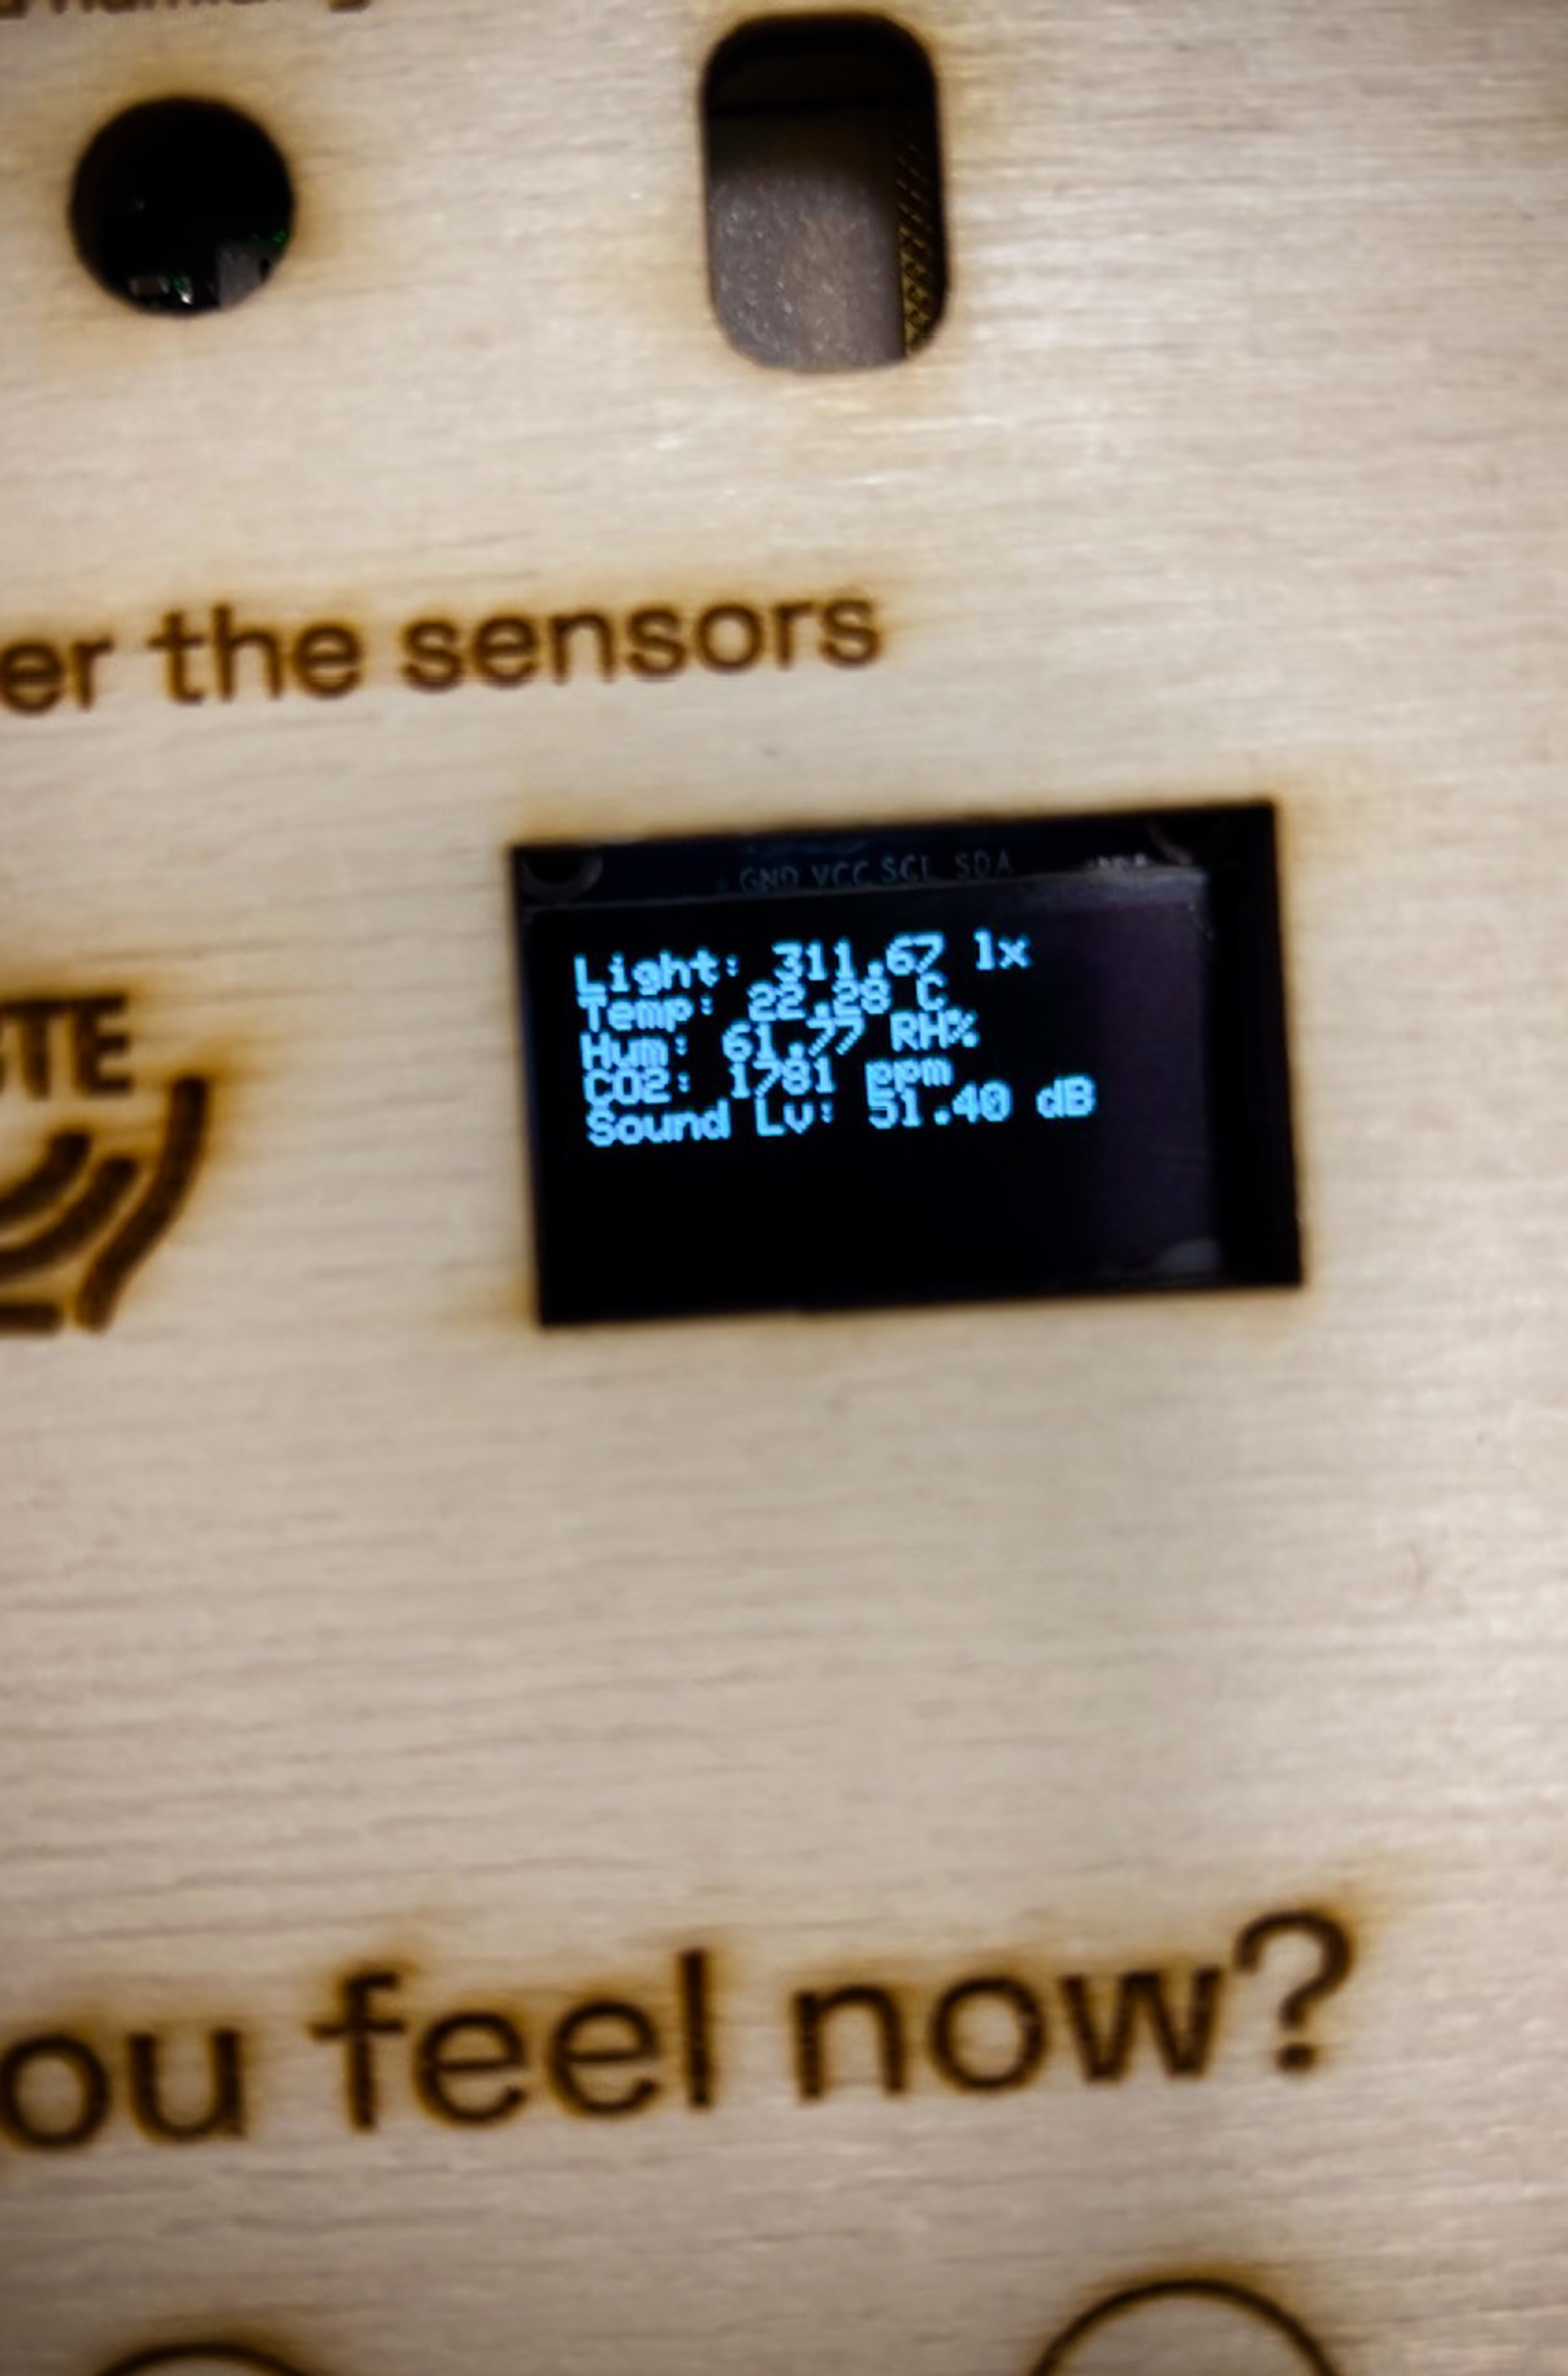 er the sensors
GND VCC SCL SDA
Light: 311.67 lx
Temp: 22.28 C
Hum: 61.77 RH%
CO2: 1781 ppm
Sound Lv: 51.40 dB
ou feel now?